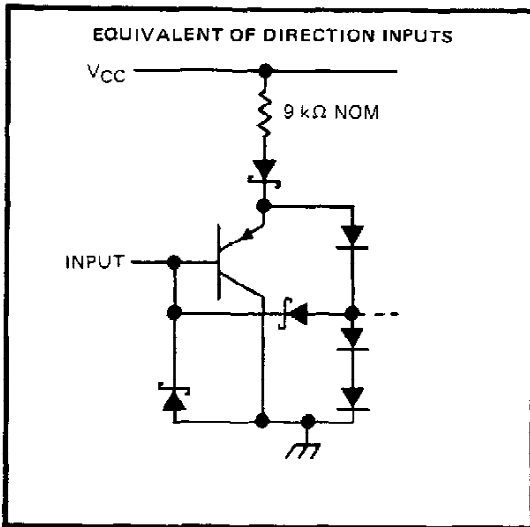 EQUIVALENT OF DIRECTION INPUTS
VCC
9 kΩ NOM
INPUT